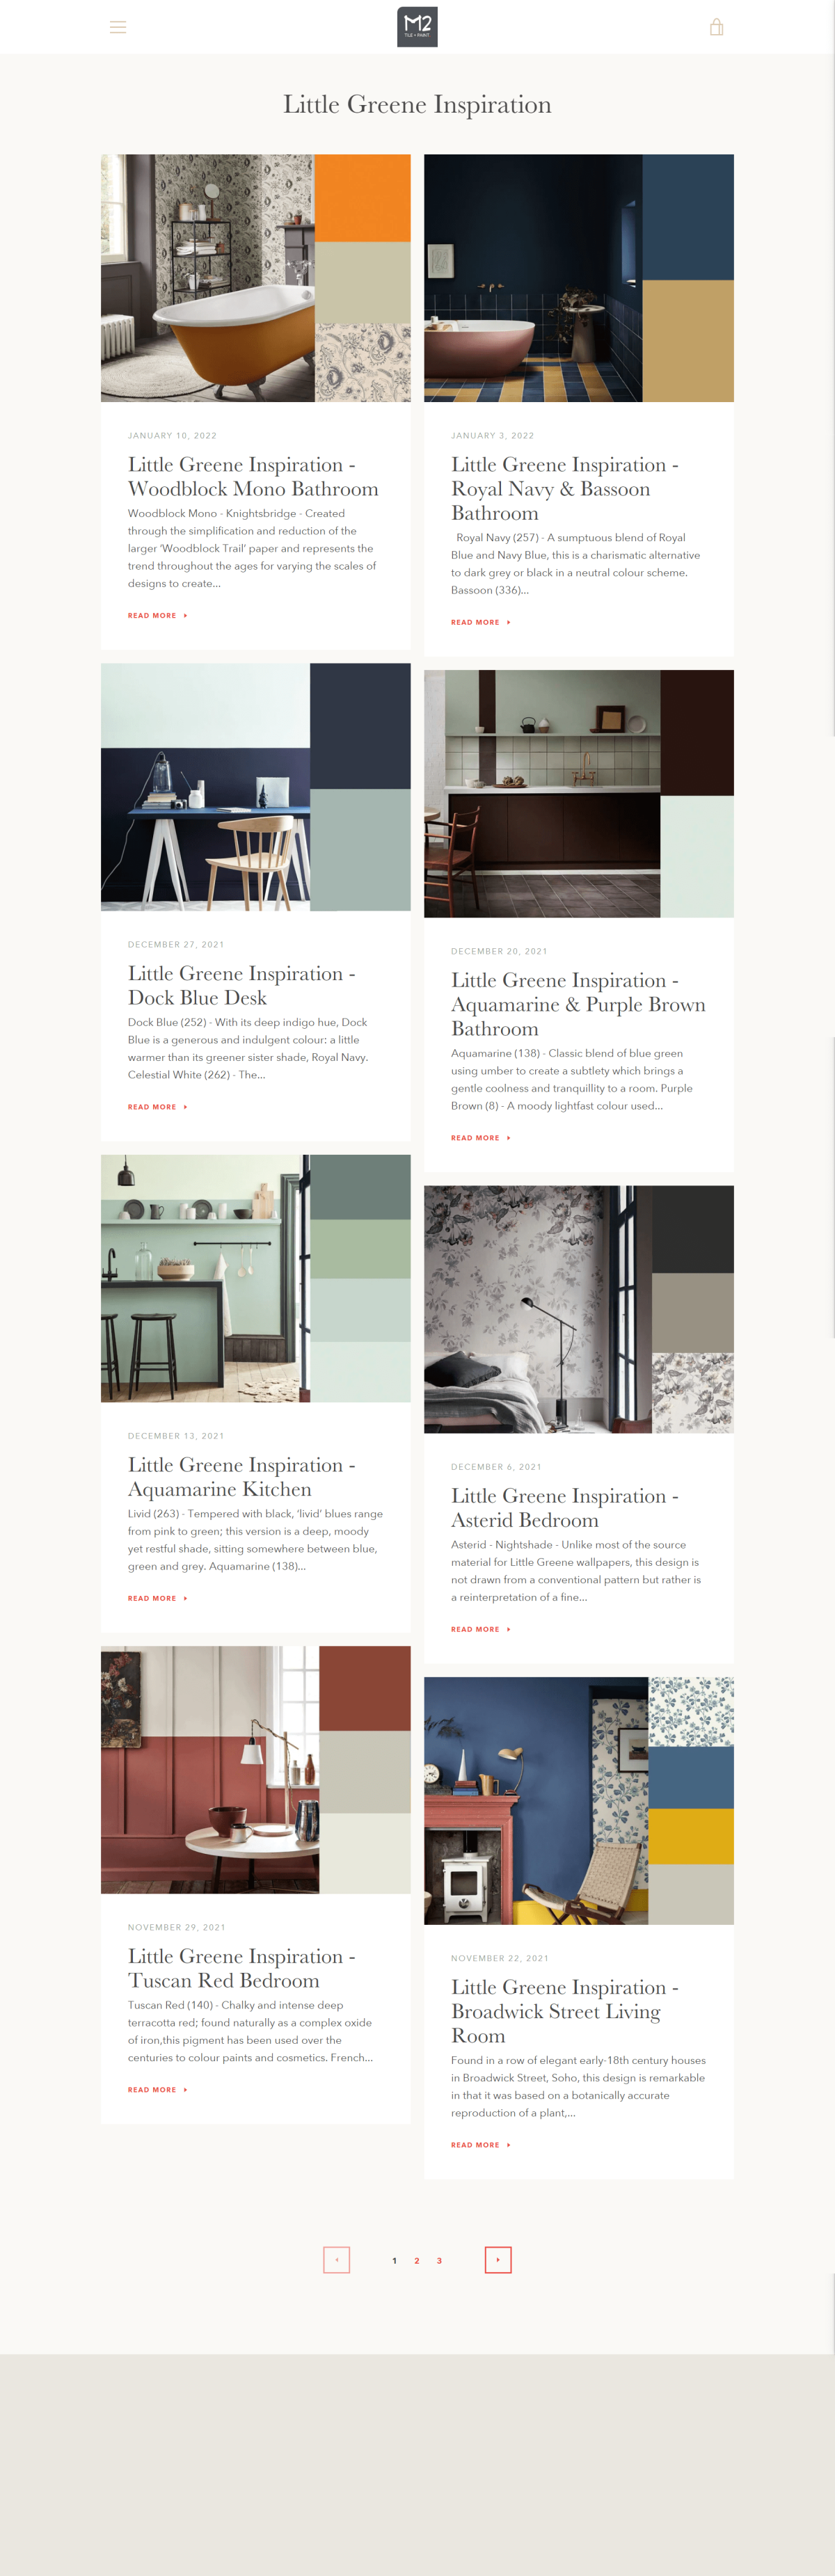 M2
TILE + PAINT.
Little Greene Inspiration
JANUARY 10, 2022
Little Greene Inspiration -
Woodblock Mono Bathroom
Woodblock Mono - Knightsbridge - Created
through the simplification and reduction of the
larger ‘Woodblock Trail’ paper and represents the
trend throughout the ages for varying the scales of
designs to create...
READ MORE
JANUARY 3, 2022
Little Greene Inspiration -
Royal Navy & Bassoon
Bathroom
Royal Navy (257) - A sumptuous blend of Royal
Blue and Navy Blue, this is a charismatic alternative
to dark grey or black in a neutral colour scheme.
Bassoon (336)...
READ MORE
DECEMBER 27, 2021
Little Greene Inspiration -
Dock Blue Desk
Dock Blue (252) - With its deep indigo hue, Dock
Blue is a generous and indulgent colour: a little
warmer than its greener sister shade, Royal Navy.
Celestial White (262) - The...
READ MORE
DECEMBER 20, 2021
Little Greene Inspiration -
Aquamarine & Purple Brown
Bathroom
Aquamarine (138) - Classic blend of blue green
using umber to create a subtlety which brings a
gentle coolness and tranquillity to a room. Purple
Brown (8) - A moody lightfast colour used...
READ MORE
DECEMBER 13, 2021
Little Greene Inspiration -
Aquamarine Kitchen
Livid (263) - Tempered with black, ‘livid’ blues range
from pink to green; this version is a deep, moody
yet restful shade, sitting somewhere between blue,
green and grey. Aquamarine (138)...
READ MORE
DECEMBER 6, 2021
Little Greene Inspiration -
Asterid Bedroom
Asterid - Nightshade - Unlike most of the source
material for Little Greene wallpapers, this design is
not drawn from a conventional pattern but rather is
a reinterpretation of a fine...
READ MORE
NOVEMBER 29, 2021
Little Greene Inspiration -
Tuscan Red Bedroom
Tuscan Red (140) - Chalky and intense deep
terracotta red; found naturally as a complex oxide
of iron,this pigment has been used over the
centuries to colour paints and cosmetics. French...
READ MORE
NOVEMBER 22, 2021
Little Greene Inspiration -
Broadwick Street Living
Room
Found in a row of elegant early-18th century houses
in Broadwick Street, Soho, this design is remarkable
in that it was based on a botanically accurate
reproduction of a plant,...
READ MORE
1 2 3